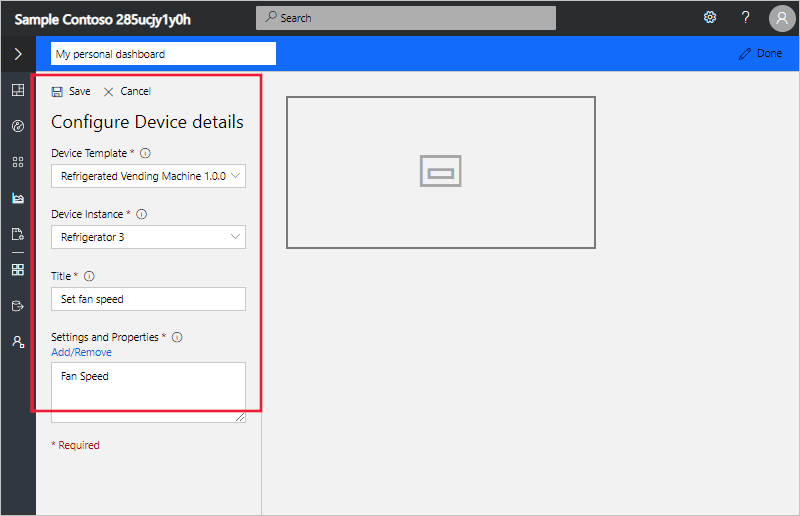 Sample Contoso 285ucjy1y0h
Search
?
My personal dashboard
Done
Save
Cancel
Configure Device details
Device Template *
Refrigerated Vending Machine 1.0.0
Device Instance *
Refrigerator 3
Title *
Set fan speed
Settings and Properties *
Add/Remove
Fan Speed
* Required